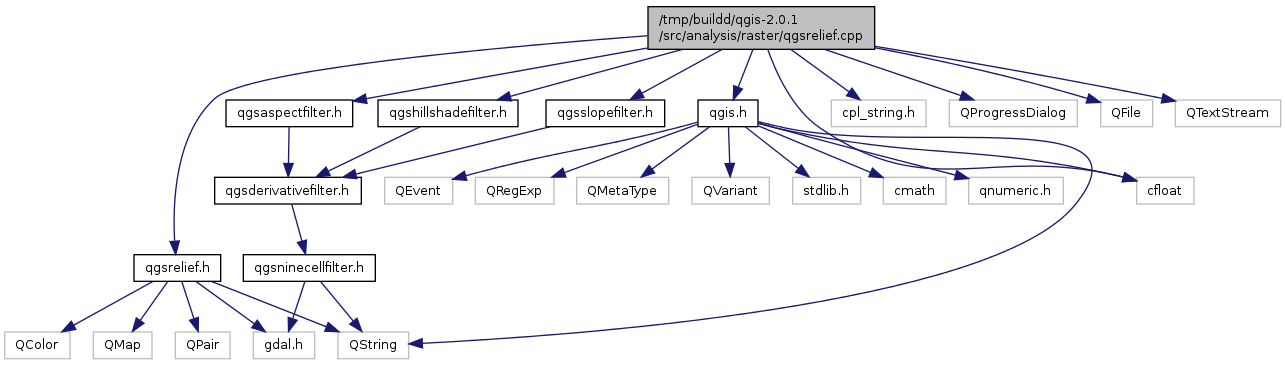 /tmp/buildd/qgis-2.0.1
/src/analysis/raster/qgsrelief.cpp
qgsaspectfilter.h
qgshillshadefilter.h
qgsslopefilter.h
qgis.h
cpl_string.h
QProgressDialog
QFile
QTextStream
qgsderivativefilter.h
QEvent
QRegExp
QMetaType
QVariant
stdlib.h
cmath
qnumeric.h
cfloat
qgsrelief.h
qgsninecellfilter.h
QColor
QMap
QPair
gdal.h
QString